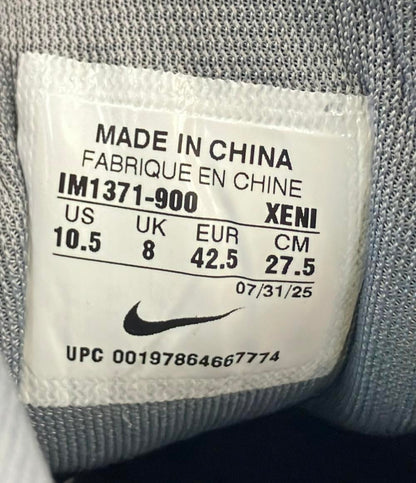 MADE IN CHINA
FABRIQUE EN CHINE
IM1371-900 XENI
US UK EUR CM
10.5 8 42.5 27.5
07/31/25
UPC 00197864667774